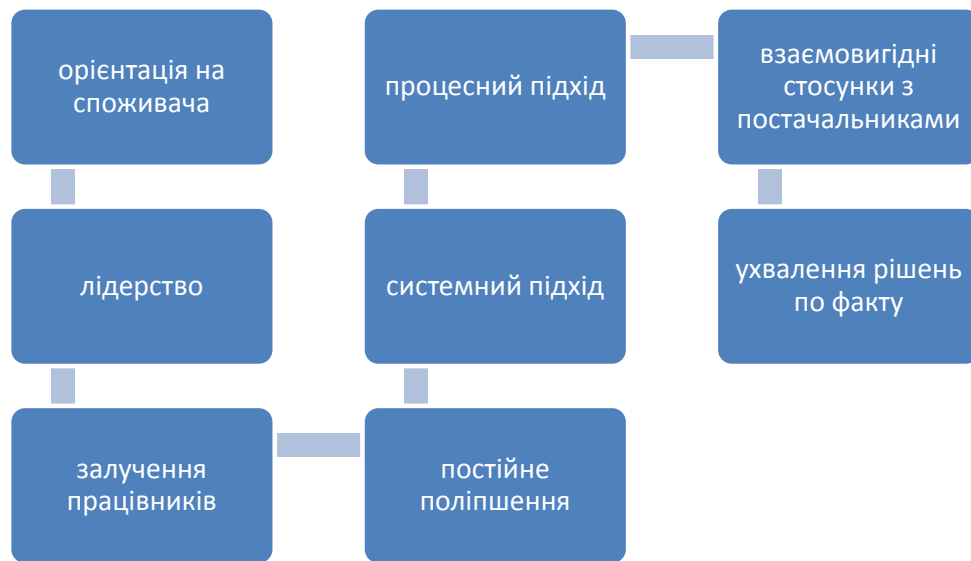 орієнтація на
споживача
лідерство
залучення
працівників
постійне
поліпшення
системний підхід
процесний підхід
взаємовигідні
стосунки з
постачальниками
ухвалення рішень
по факту